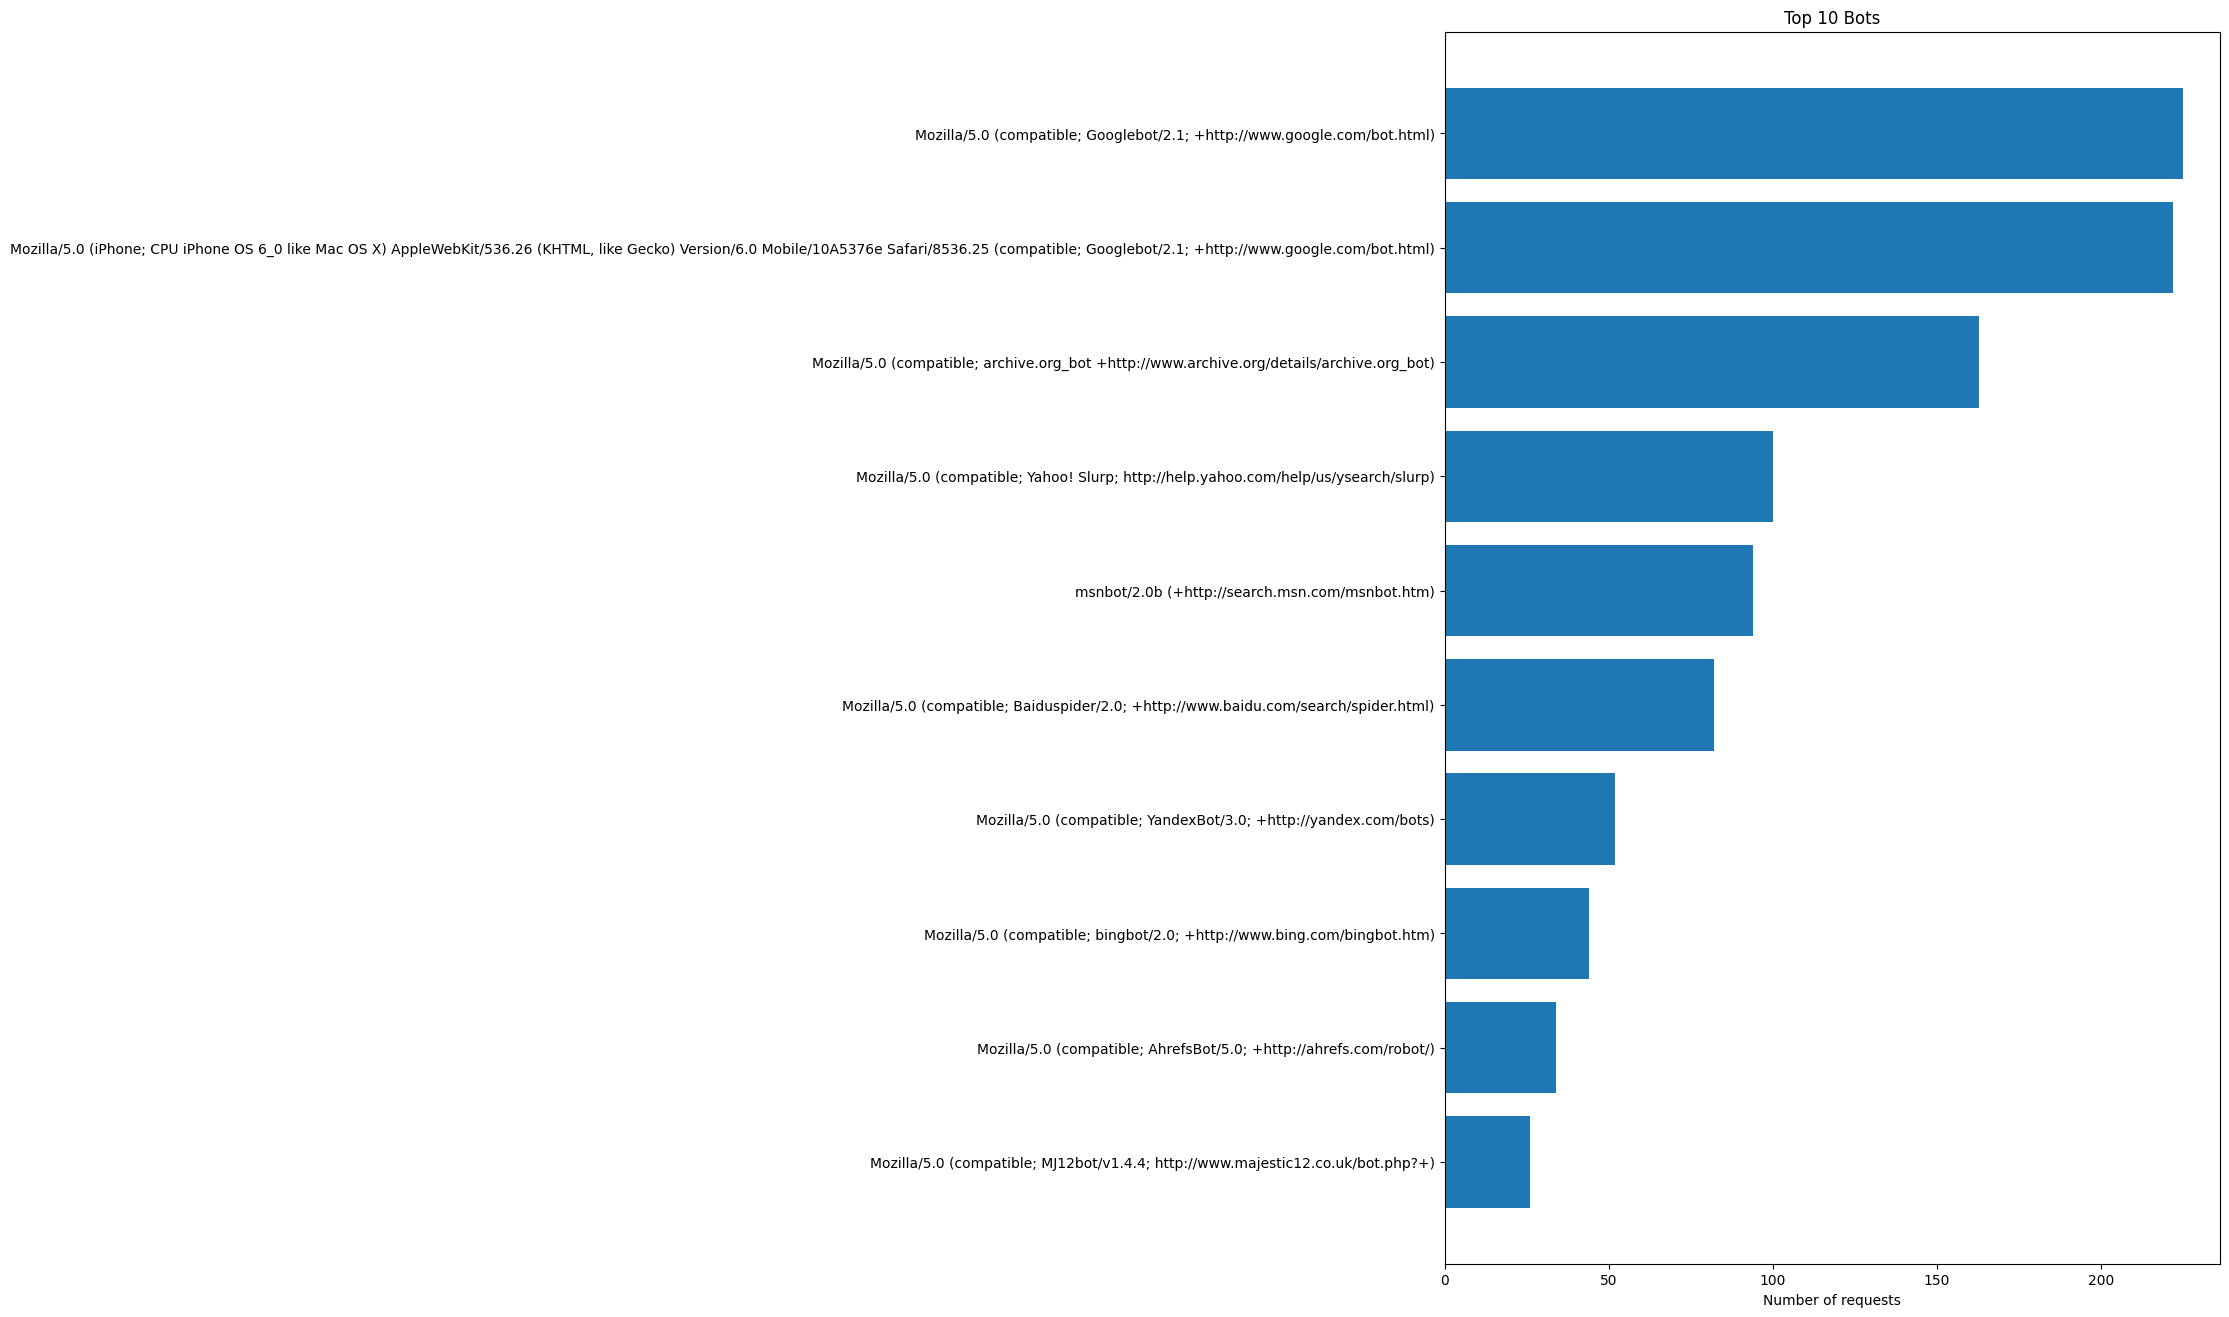 Top 10 Bots
Mozilla/5.0 (compatible; Googlebot/2.1; +http://www.google.com/bot.html)
Mozilla/5.0 (iPhone; CPU iPhone OS 6_0 like Mac OS X) AppleWebKit/536.26 (KHTML, like Gecko) Version/6.0 Mobile/10A5376e Safari/8536.25 (compatible; Googlebot/2.1; +http://www.google.com/bot.html)
Mozilla/5.0 (compatible; archive.org_bot +http://www.archive.org/details/archive.org_bot)
Mozilla/5.0 (compatible; Yahoo! Slurp; http://help.yahoo.com/help/us/ysearch/slurp)
msnbot/2.0b (+http://search.msn.com/msnbot.htm)
Mozilla/5.0 (compatible; Baiduspider/2.0; +http://www.baidu.com/search/spider.html)
Mozilla/5.0 (compatible; YandexBot/3.0; +http://yandex.com/bots)
Mozilla/5.0 (compatible; bingbot/2.0; +http://www.bing.com/bingbot.htm)
Mozilla/5.0 (compatible; AhrefsBot/5.0; +http://ahrefs.com/robot/)
Mozilla/5.0 (compatible; MJ12bot/v1.4.4; http://www.majestic12.co.uk/bot.php?+)
0 50 100 150 200
Number of requests